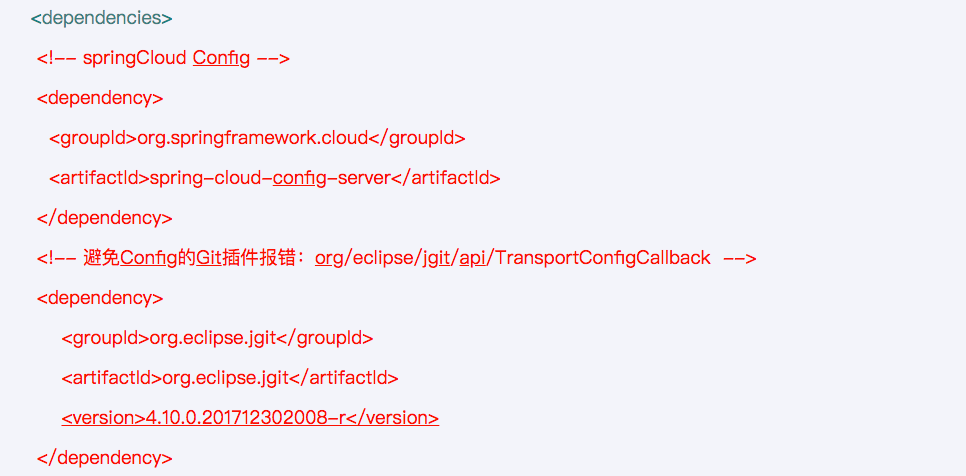 <dependencies>
<!-- springCloud Config -->
<dependency>
<groupId>org.springframework.cloud</groupId>
<artifactId>spring-cloud-config-server</artifactId>
</dependency>
<!-- 避免Config的Git插件报错：org/eclipse/jgit/api/TransportConfigCallback  -->
<dependency>
<groupId>org.eclipse.jgit</groupId>
<artifactId>org.eclipse.jgit</artifactId>
<version>4.10.0.201712302008-r</version>
</dependency>